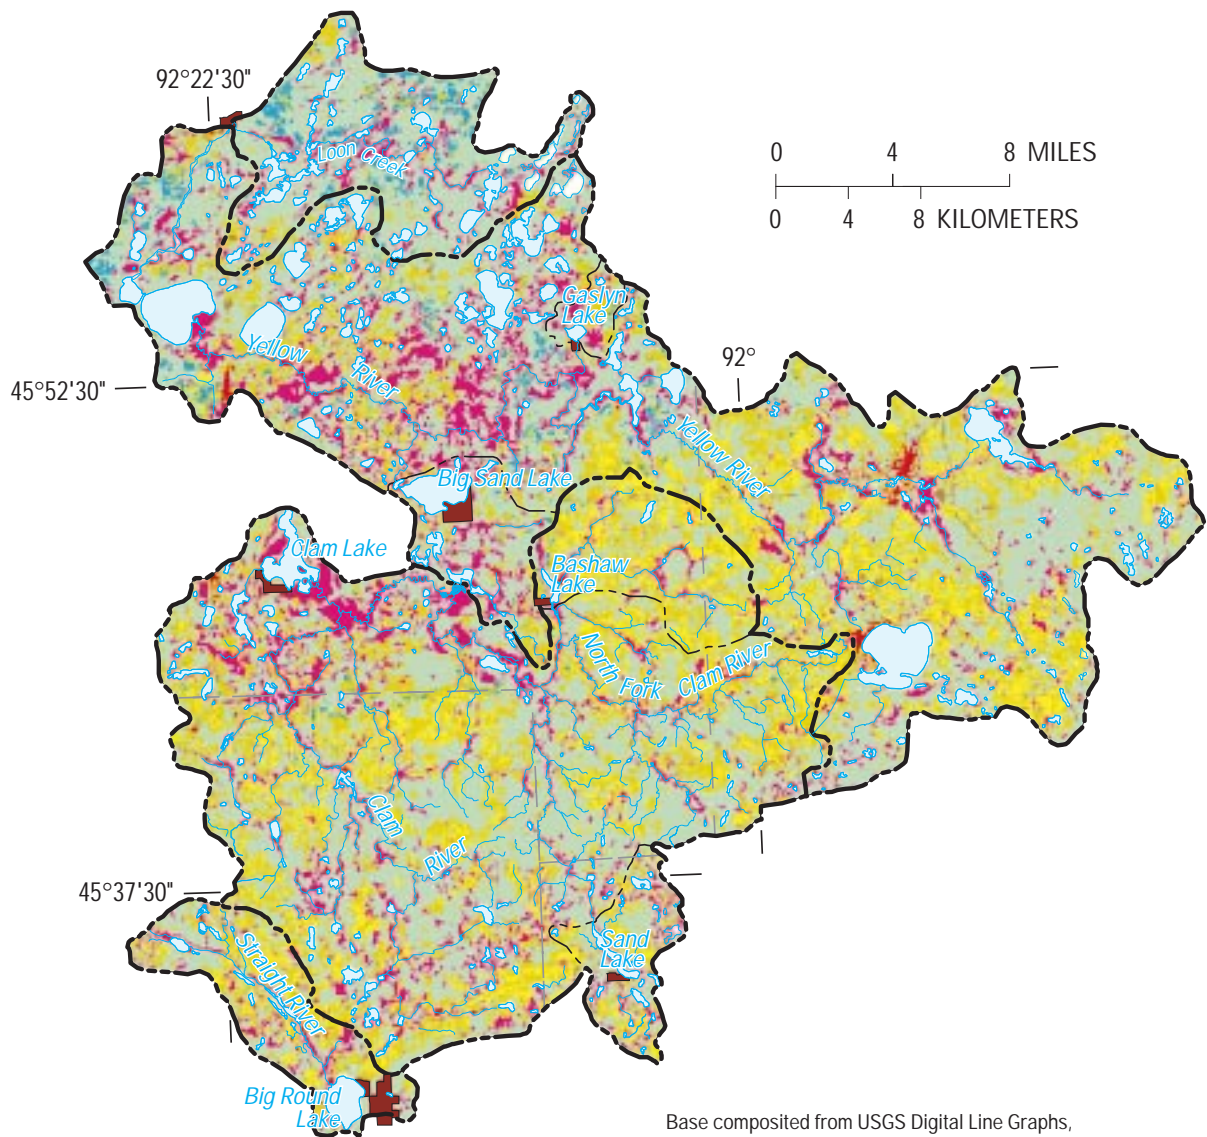 92°22'30"
Loon Creek
0 4 8 MILES
0 4 8 KILOMETERS
Gaslyn
Lake
Yellow
River
92°
45°52'30"
Yellow River
Big Sand Lake
Clam Lake
Bashaw
Lake
North Fork Clam River
Clam
River
45°37'30"
Straight River
Sand
Lake
Big Round
Lake
Base composited from USGS Digital Line Graphs,